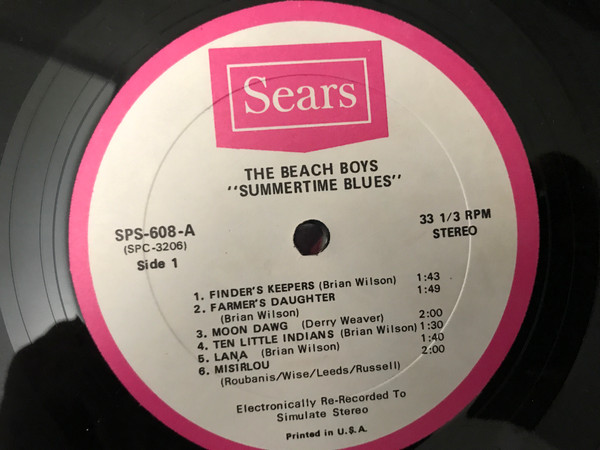 Sears
THE BEACH BOYS
"SUMMERTIME BLUES"
SPS-608-A
(SPC-3206)
Side 1
33 1/3 RPM
STEREO
1. FINDER'S KEEPERS (Brian Wilson) 1:43
2. FARMER'S DAUGHTER 1:49
(Brian Wilson)
3. MOON DAWG (Derry Weaver) 2:00
4. TEN LITTLE INDIANS (Brian Wilson) 1:30
5. LANA (Brian Wilson) 1:40
6. MISIRLOU 2:00
(Roubanis/Wise/Leeds/Russell)
Electronically Re-Recorded To
Simulate Stereo
Printed in U.S.A.